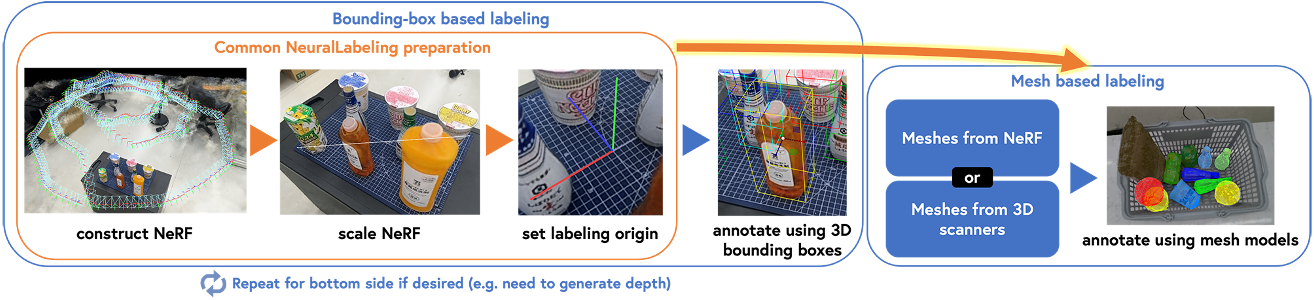 Bounding-box based labeling
Common NeuralLabeling preparation
construct NeRF
scale NeRF
set labeling origin
annotate using 3D
bounding boxes
Repeat for bottom side if desired (e.g. need to generate depth)
Mesh based labeling
Meshes from NeRF
or
Meshes from 3D
scanners
annotate using mesh models